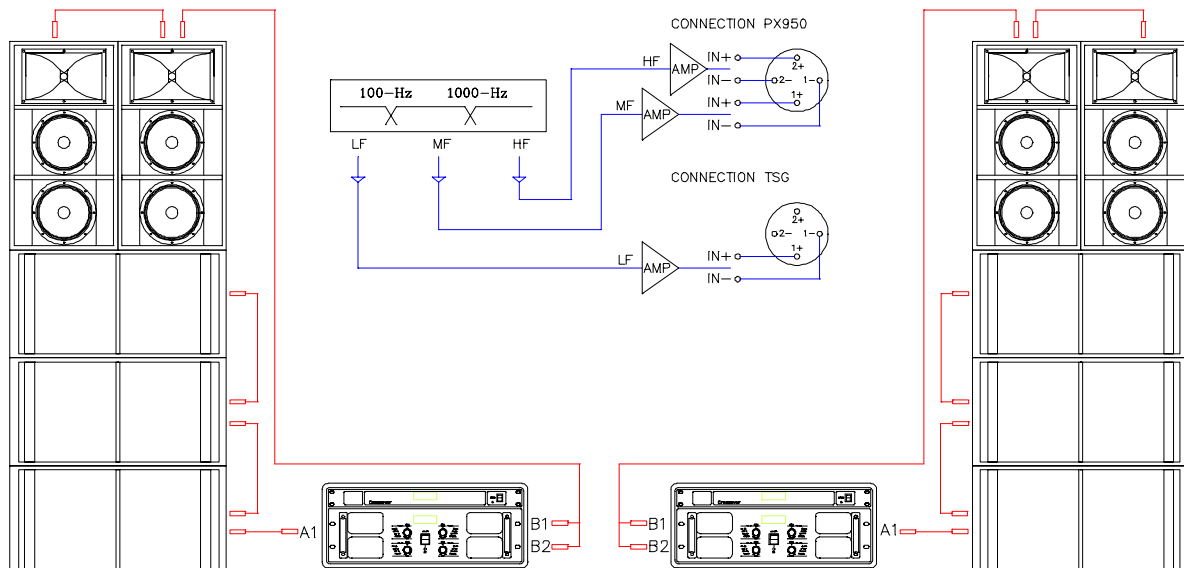 CONNECTION PX950
HF
AMP
IN+
IN-
2+
2-
1-
1+
MF
AMP
IN+
IN-
100-Hz 1000-Hz
LF MF HF
CONNECTION TSG
2+
2-
1-
1+
LF
AMP
IN+
IN-
A1
Crossover
B1
B2
B1
B2
Crossover
A1